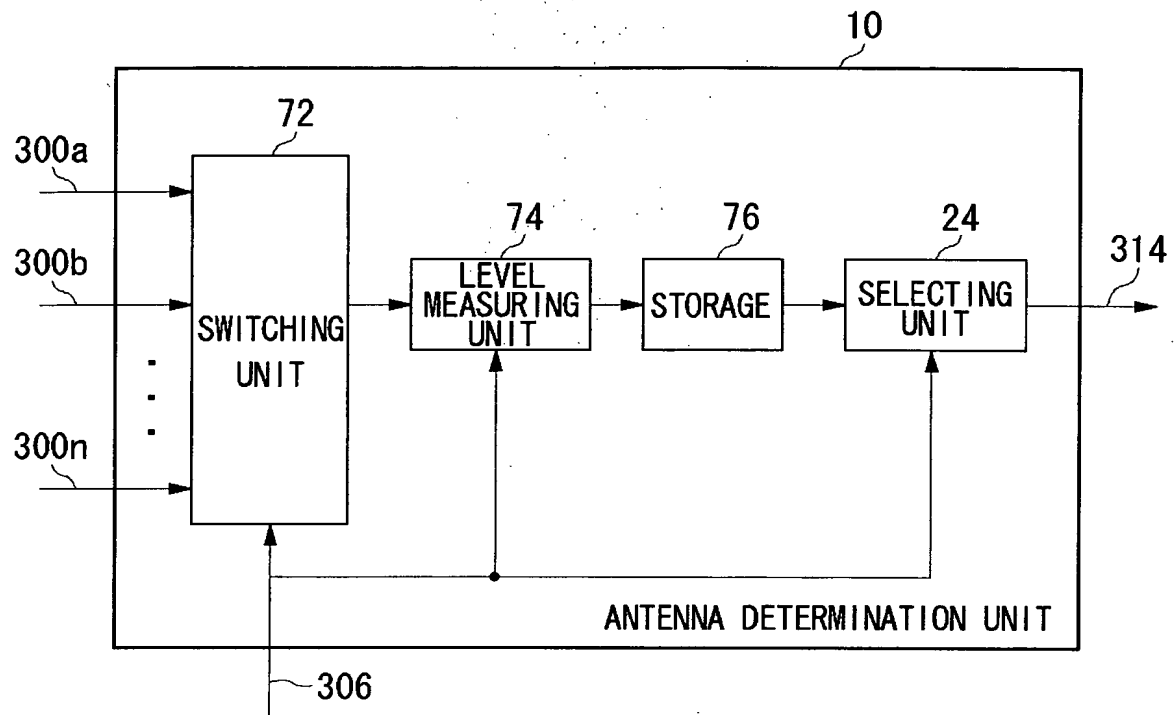 10
72
300a
74
76
24
314
300b
LEVEL
MEASURING
UNIT
STORAGE
SELECTING
UNIT
SWITCHING
UNIT
300n
ANTENNA DETERMINATION UNIT
306